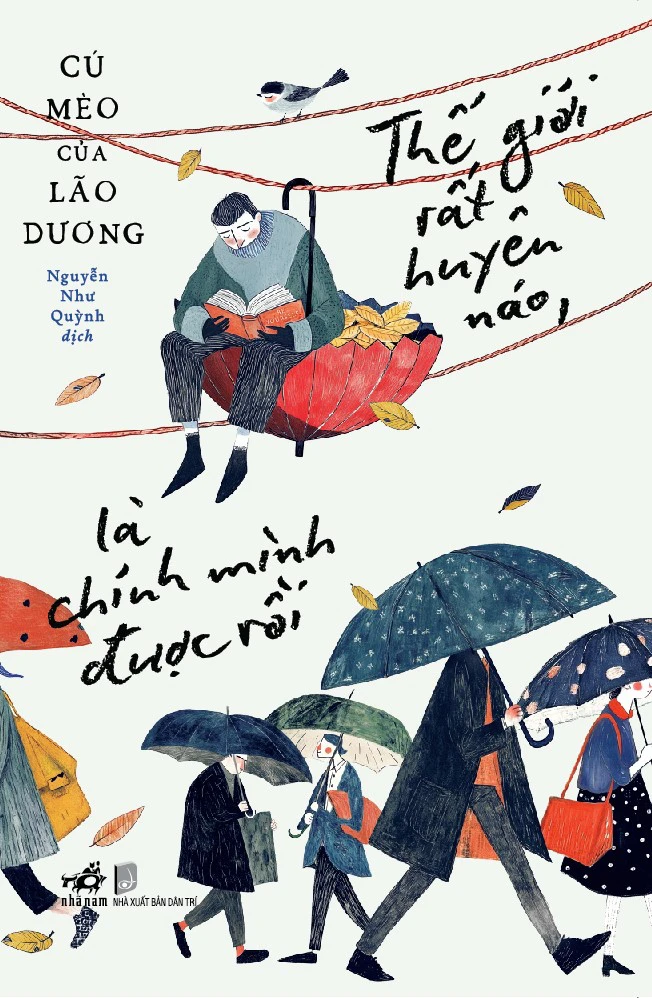 CÚ
MÈO
CỦA
LÃO
DƯƠNG
Nguyễn
Như
Quỳnh
dịch
Thế giới
rất
huyên
náo,
là
chính mình
được rồi
nhã nam
NHÀ XUẤT BẢN DÂN TRÍ